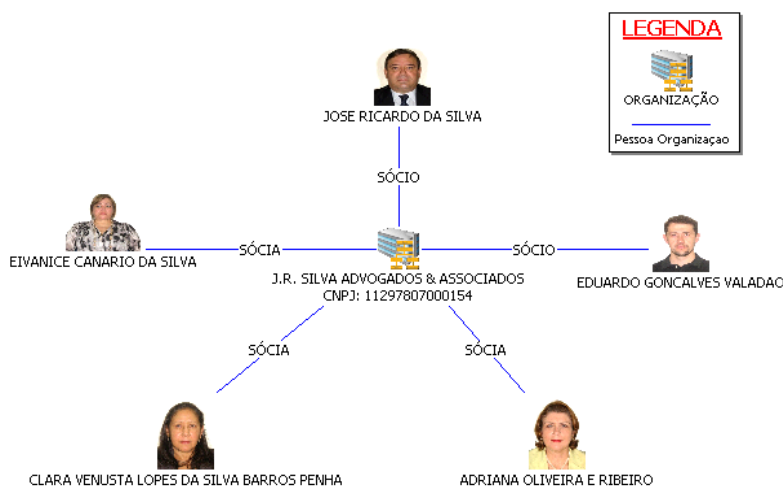 LEGENDA
ORGANIZAÇÃO
Pessoa Organizaçao
JOSE RICARDO DA SILVA
SÓCIO
EIVANICE CANARIO DA SILVA
SÓCIA
SÓCIO
EDUARDO GONCALVES VALADAO
J.R. SILVA ADVOGADOS & ASSOCIADOS
CNPJ: 11297807000154
SÓCIA
SÓCIA
CLARA VENUSTA LOPES DA SILVA BARROS PENHA
ADRIANA OLIVEIRA E RIBEIRO